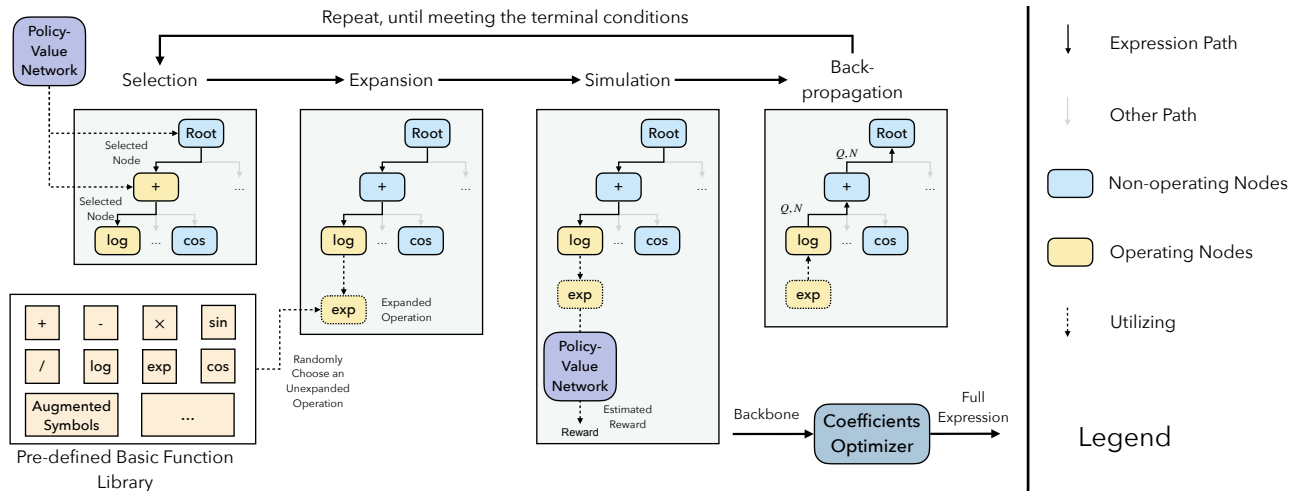 Repeat, until meeting the terminal conditions
Policy-
Value
Network
Selection
Expansion
Simulation
Back-
propagation
Root
Selected
Node
+
...
Selected
Node
log
...
cos
Root
+
...
log
...
cos
exp
Expanded
Operation
Root
+
...
log
...
cos
exp
Policy-
Value
Network
Estimated
Reward
Reward
Root
Q, N
+
...
Q, N
log
...
cos
exp
+
-
×
sin
/
log
exp
cos
Augmented
Symbols
...
Pre-defined Basic Function
Library
Randomly
Choose an
Unexpanded
Operation
Backbone
Coefficients
Optimizer
Full
Expression
Expression Path
Other Path
Non-operating Nodes
Operating Nodes
Utilizing
Legend